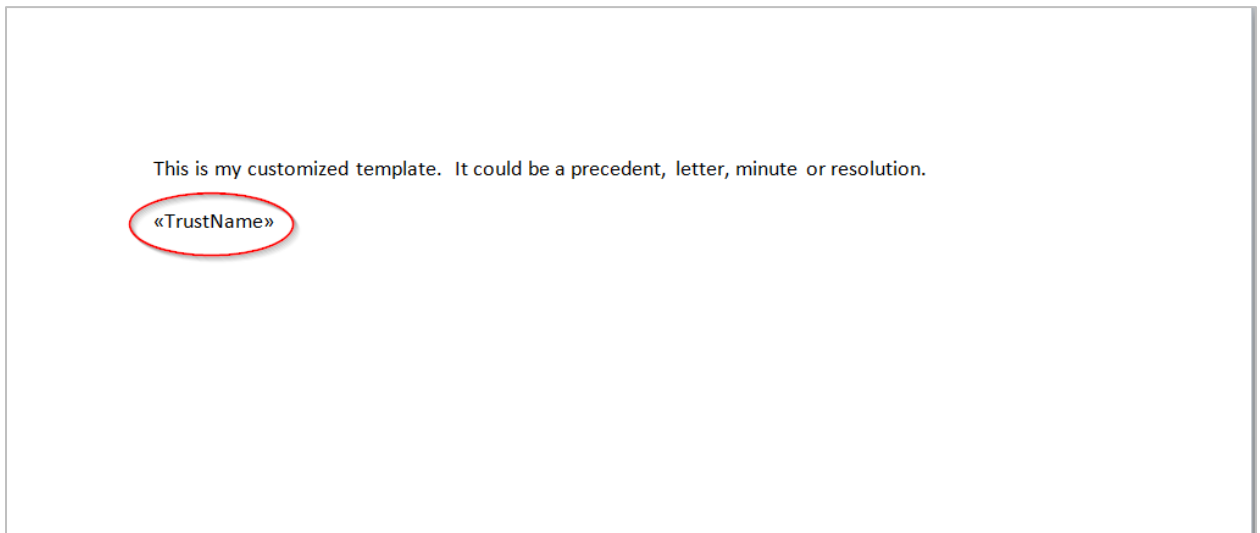 This is my customized template.  It could be a precedent, letter, minute or resolution.
«TrustName»